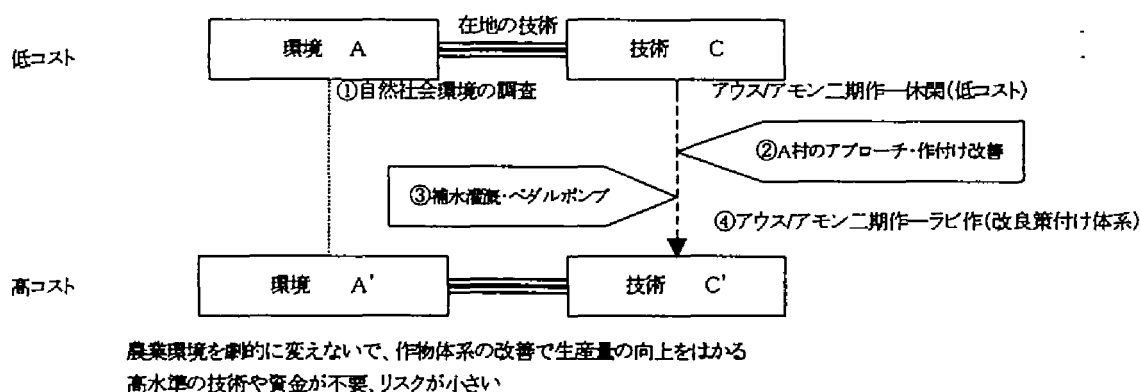 在地の技術
低コスト
環境 A
技術 C
①自然社会環境の調査
アウス/アモン二期作―休閑(低コスト)
②A村のアプローチ・作付け改善
③補水灌漑・ペダルポンプ
④アウス/アモン二期作―ラビ作(改良策付け体系)
高コスト
環境 A'
技術 C'
農業環境を劇的に変えないで、作物体系の改善で生産量の向上をはかる
高水準の技術や資金が不要、リスクが小さい